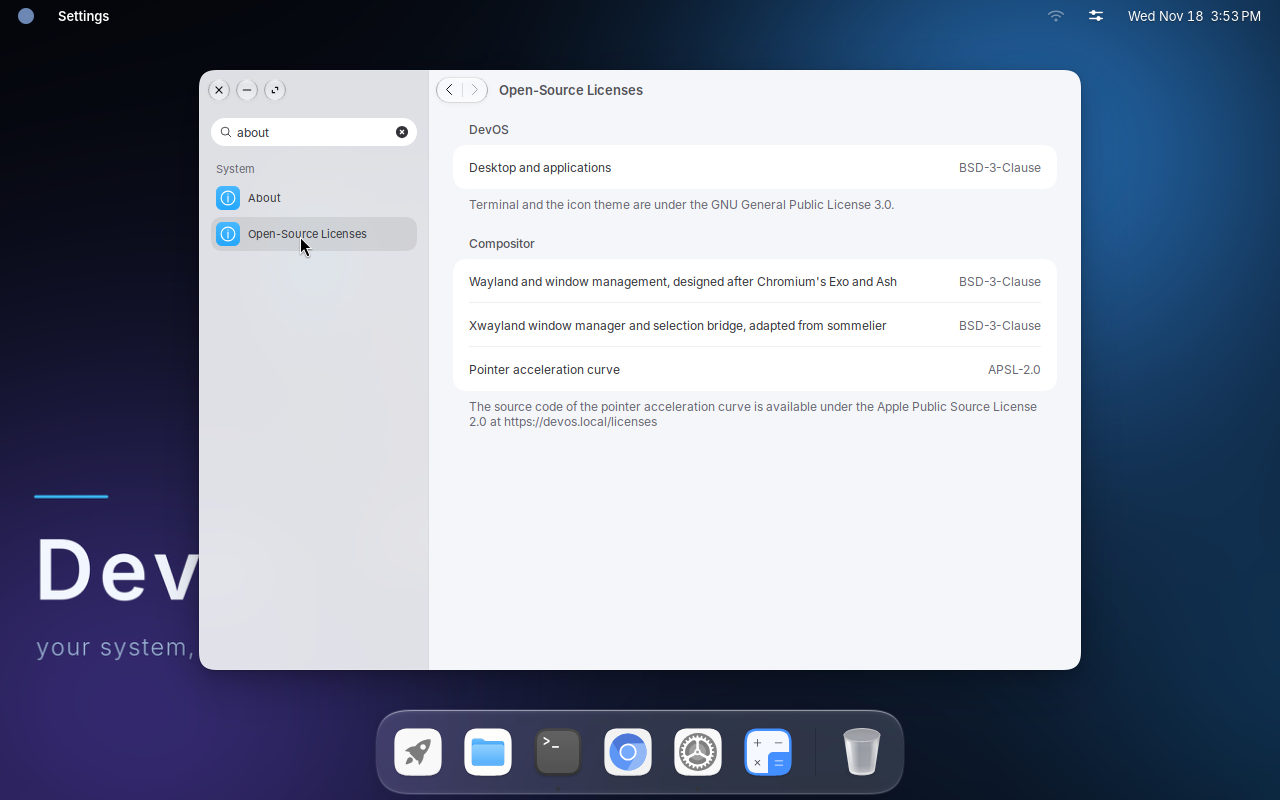 Settings
Wed Nov 18 3:53 PM
about
System
About
Open-Source Licenses
Open-Source Licenses
DevOS
Desktop and applications BSD-3-Clause
Terminal and the icon theme are under the GNU General Public License 3.0.
Compositor
Wayland and window management, designed after Chromium's Exo and Ash BSD-3-Clause
Xwayland window manager and selection bridge, adapted from sommelier BSD-3-Clause
Pointer acceleration curve APSL-2.0
The source code of the pointer acceleration curve is available under the Apple Public Source License
2.0 at https://devos.local/licenses
Dev
your system,
>_